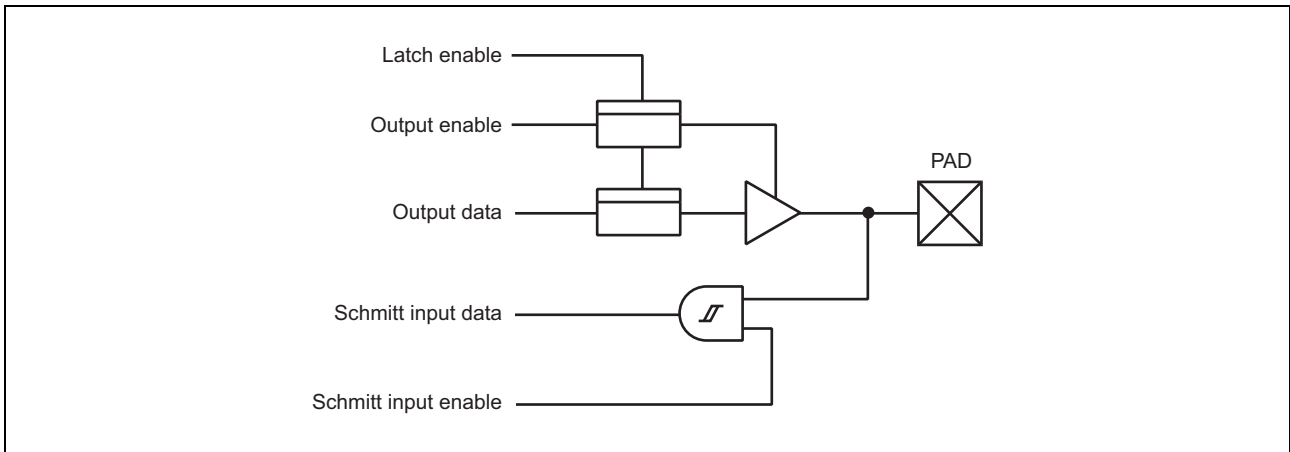 Latch enable
Output enable
PAD
Output data
Schmitt input data
Schmitt input enable